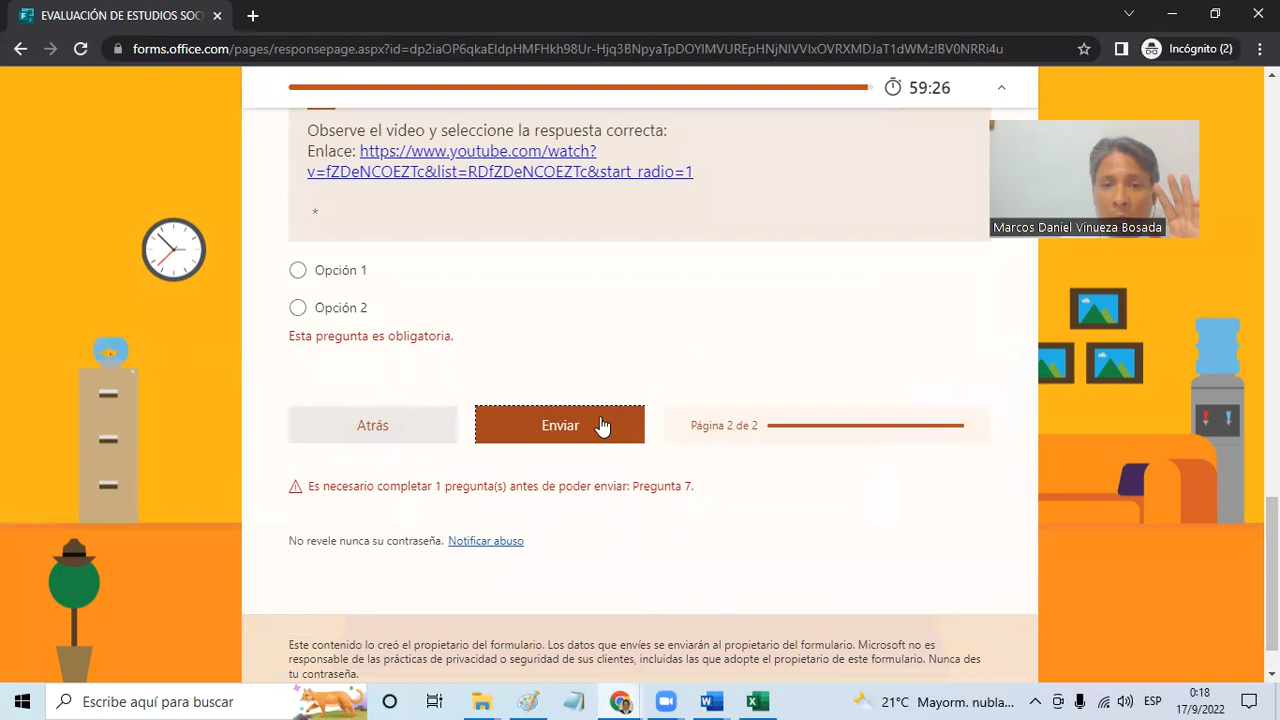 EVALUACIÓN DE ESTUDIOS SOC
forms.office.com/pages/responsepage.aspx?id=dp2iaOP6qkaEldpHMFHkh98Ur-Hjq3BNpyaTpDOYlMVUREpHNjNIVVIxOVRXMDJaT1dWMzlBV0NRRi4u
Incógnito (2)
59:26
Observe el video y seleccione la respuesta correcta:
Enlace: https://www.youtube.com/watch?
v=fZDeNCOEZTc&list=RDfZDeNCOEZTc&start_radio=1
*
Marcos Daniel Vinueza Bosada
Opción 1
Opción 2
Esta pregunta es obligatoria.
Atrás
Enviar
Página 2 de 2
Es necesario completar 1 pregunta(s) antes de poder enviar: Pregunta 7.
No revele nunca su contraseña. Notificar abuso
Este contenido lo creó el propietario del formulario. Los datos que envíes se enviarán al propietario del formulario. Microsoft no es
responsable de las prácticas de privacidad o seguridad de sus clientes, incluidas las que adopte el propietario de este formulario. Nunca des
tu contraseña.
Escribe aquí para buscar
21°C Mayorm. nubla...
ESP
0:18
17/9/2022